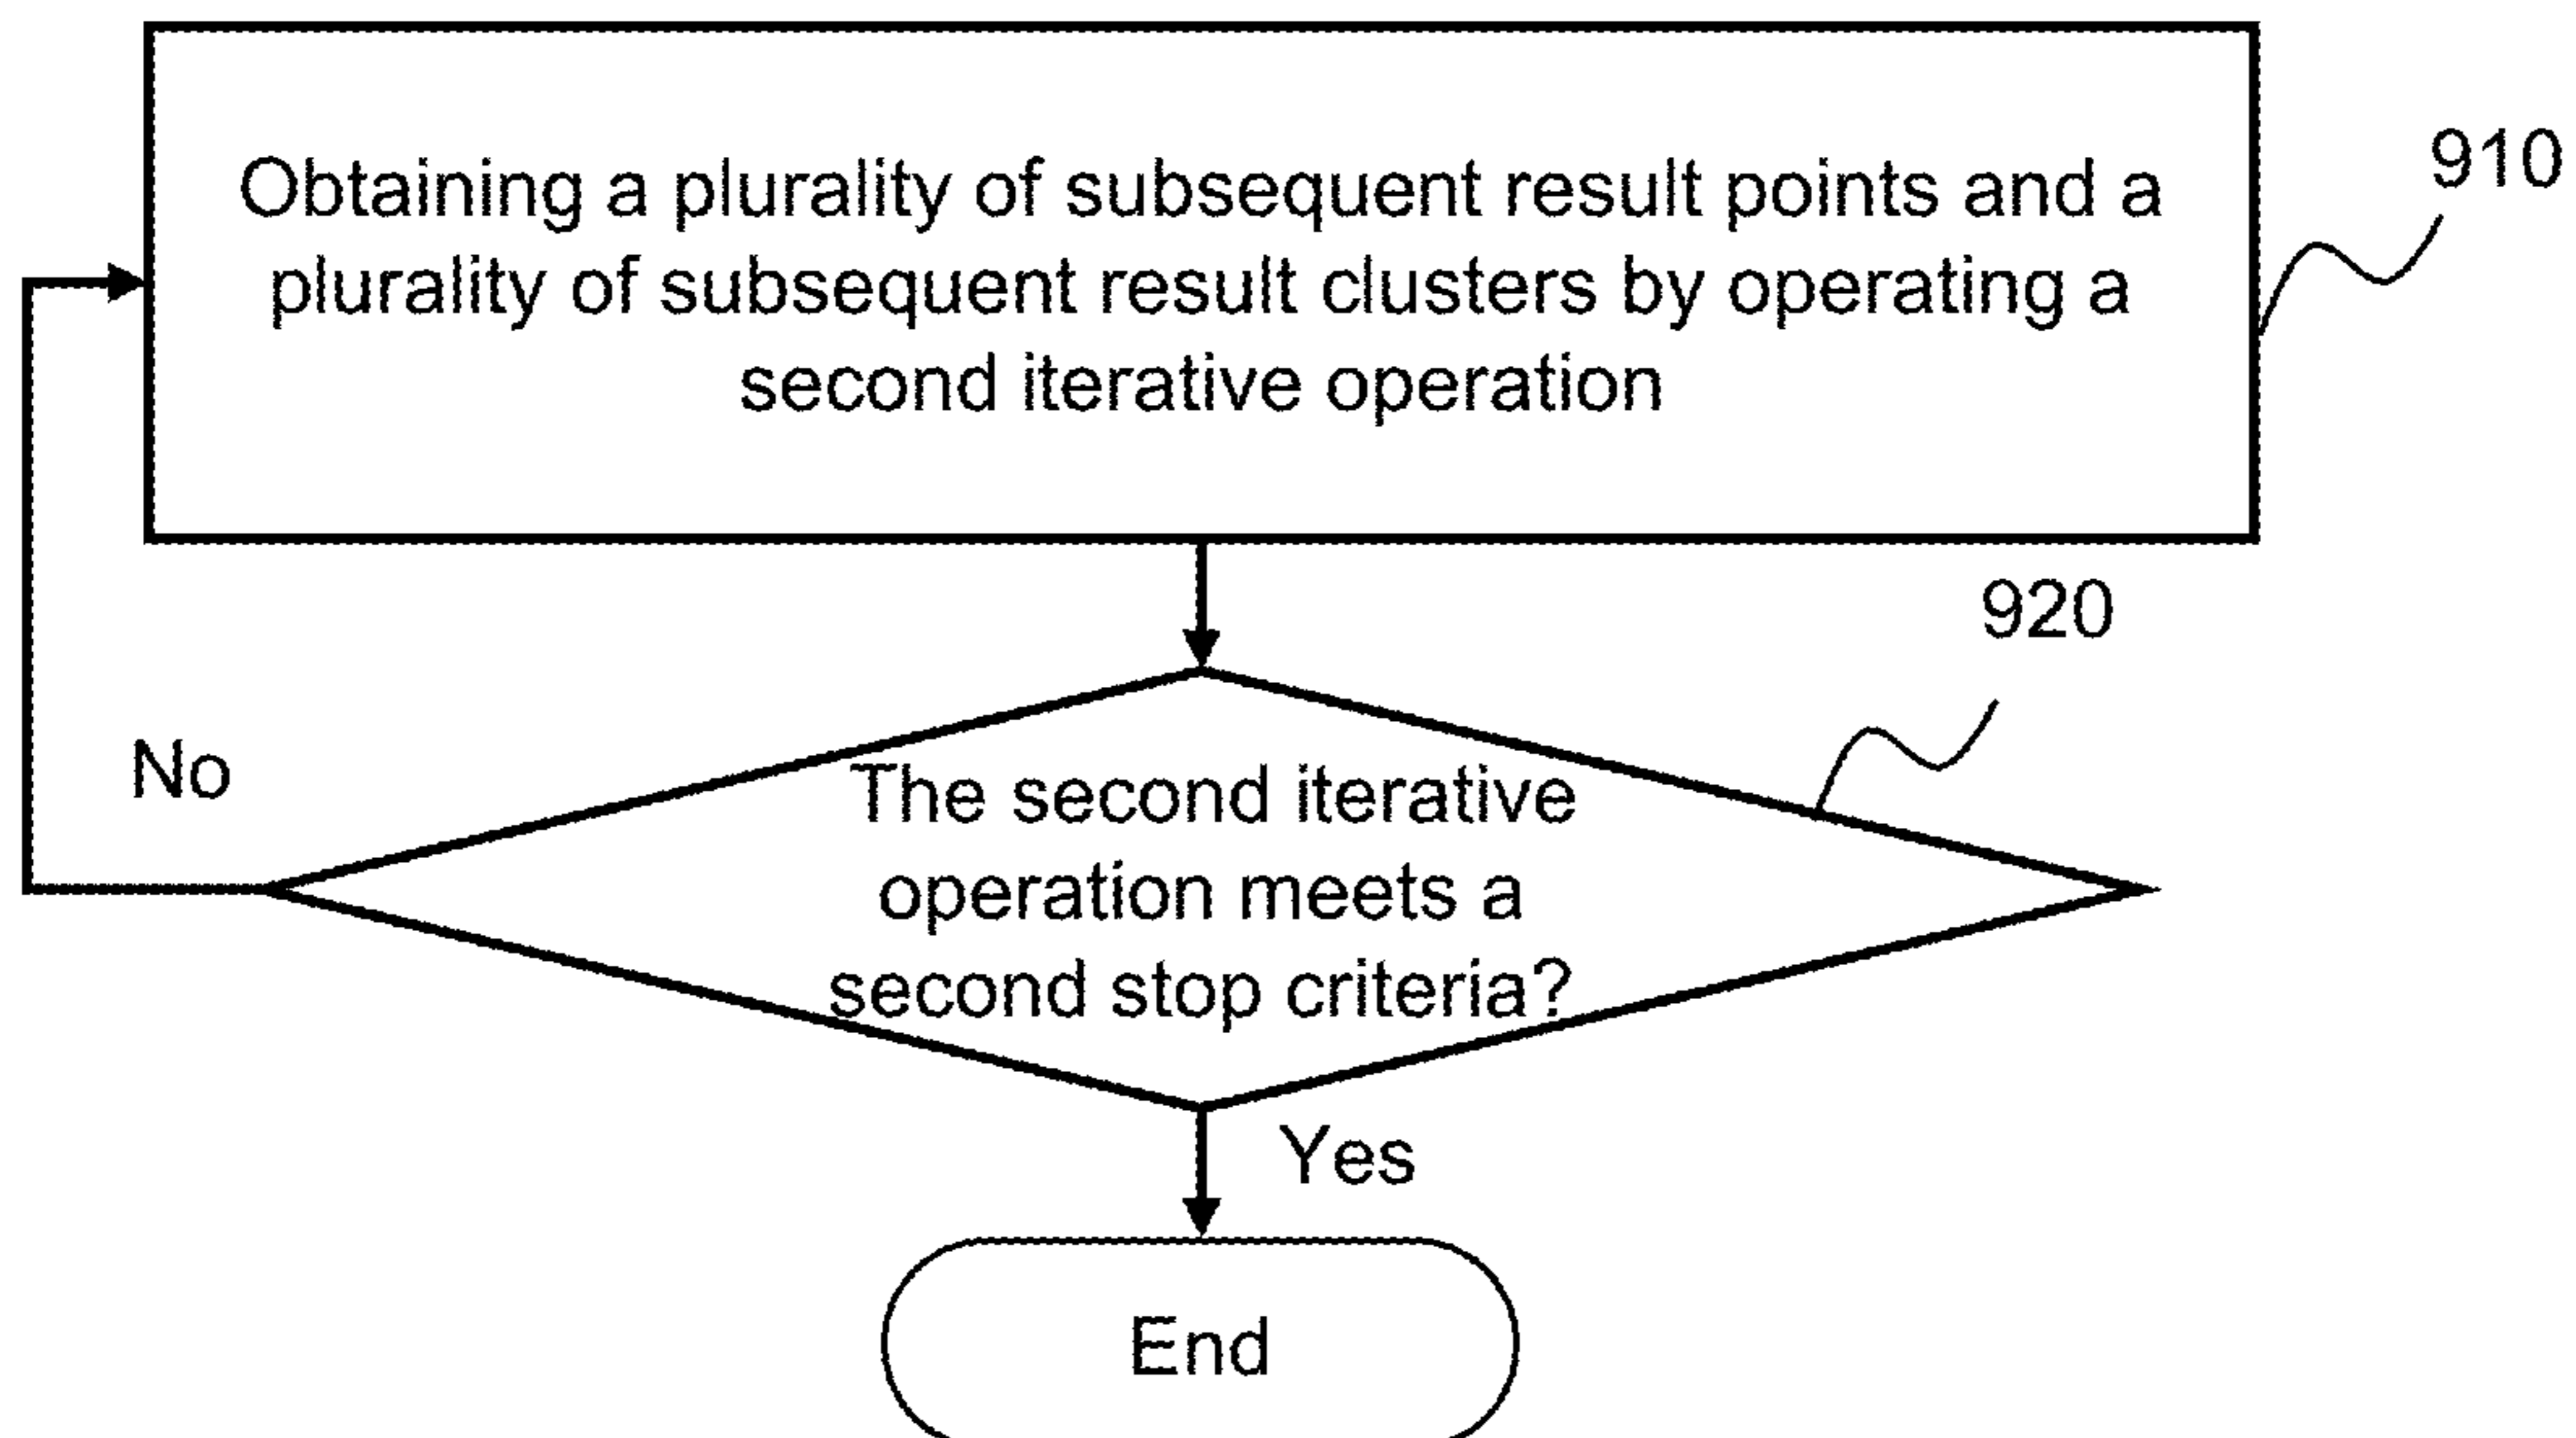 Obtaining a plurality of subsequent result points and a
plurality of subsequent result clusters by operating a
second iterative operation
910
920
No
The second iterative
operation meets a
second stop criteria?
Yes
End